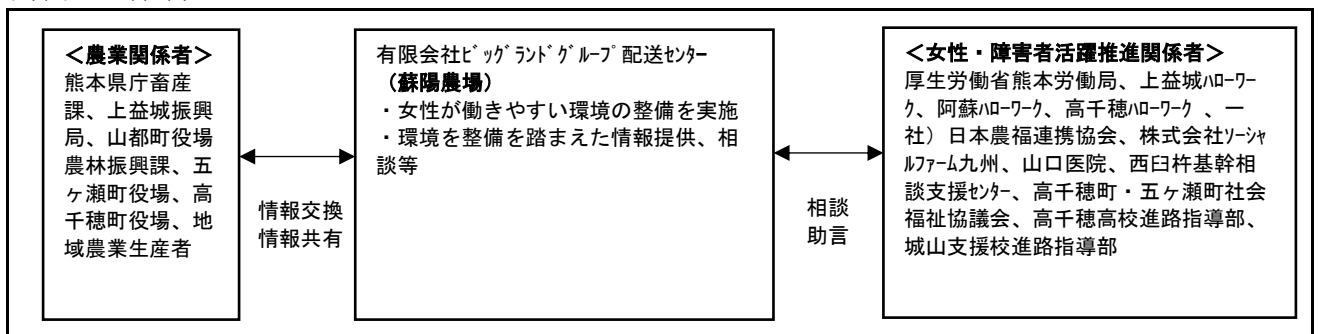 ＜農業関係者＞
熊本県庁畜産
課、上益城振興
局、山都町役場
農林振興課、五
ヶ瀬町役場、高
千穂町役場、地
域農業生産者
情報交換
情報共有
有限会社ﾋﾞｯｸﾞﾗﾝﾄﾞｸﾞﾙｰﾌﾟ配送ｾﾝﾀｰ
（蘇陽農場）
・女性が働きやすい環境の整備を実施
・環境を整備を踏まえた情報提供、相
談等
相談
助言
＜女性・障害者活躍推進関係者＞
厚生労働省熊本労働局、上益城ﾊﾛｰﾜｰ
ｸ、阿蘇ﾊﾛｰﾜｰｸ、高千穂ﾊﾛｰﾜｰｸ 、一
社）日本農福連携協会、株式会社ｿｰｼｬ
ﾙﾌｧｰﾑ九州、山口医院、西臼杵基幹相
談支援ｾﾝﾀｰ、高千穂町・五ヶ瀬町社会
福祉協議会、高千穂高校進路指導部、
城山支援校進路指導部